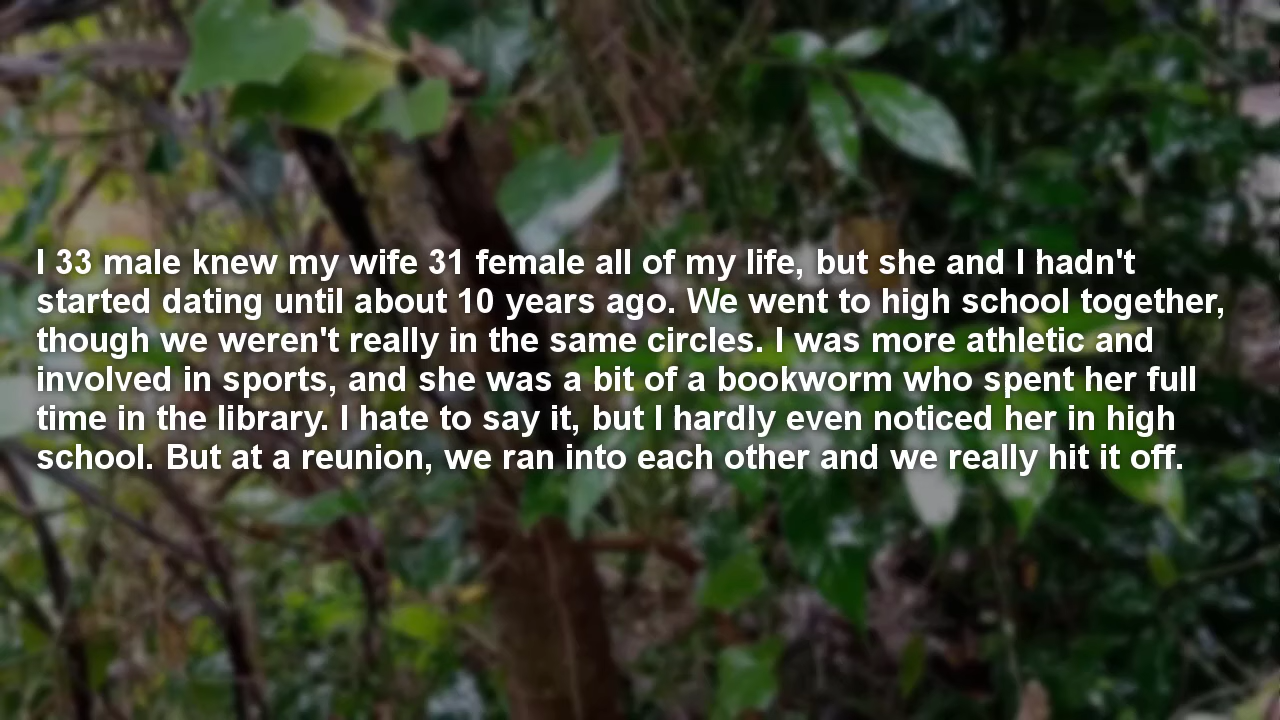 I 33 male knew my wife 31 female all of my life, but she and I hadn't
started dating until about 10 years ago. We went to high school together,
though we weren't really in the same circles. I was more athletic and
involved in sports, and she was a bit of a bookworm who spent her full
time in the library. I hate to say it, but I hardly even noticed her in high
school. But at a reunion, we ran into each other and we really hit it off.